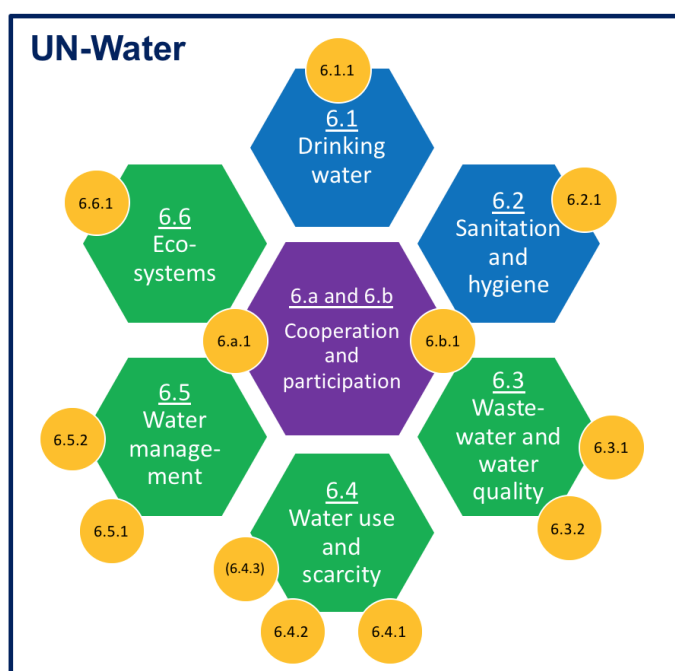 UN-Water
6.1.1
6.1
Drinking
water
6.2.1
6.2
Sanitation
and
hygiene
6.6.1
6.6
Eco-
systems
6.a and 6.b
Cooperation
and
participation
6.a.1
6.b.1
6.3
Waste-
water and
water
quality
6.3.1
6.3.2
6.5
Water
manage-
ment
6.5.2
6.5.1
6.4
Water use
and
scarcity
(6.4.3)
6.4.2
6.4.1